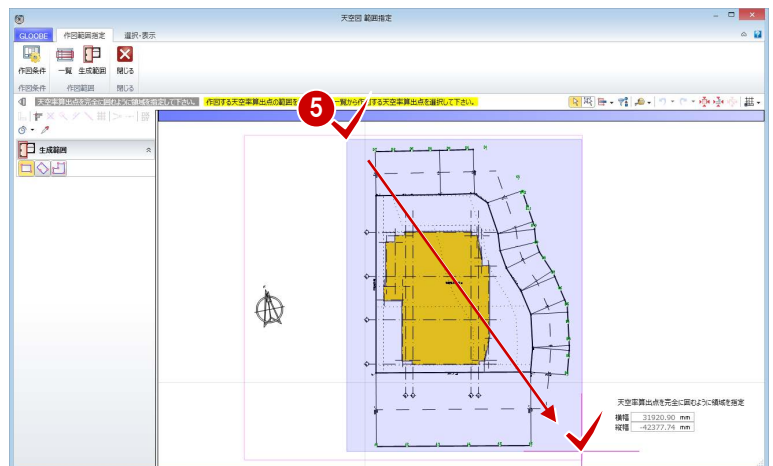 天空図 範囲指定
GLOOBE 作図範囲指定 選択・表示
作図条件 一覧 生成範囲 閉じる
作図条件 作図範囲 閉じる
天空率算出点を完全に囲むように領域を指定して下さい。 作図する天空率算出点の範囲を 一覧から作 する天空率算出点を選択して下さい。
5
生成範囲
天空率算出点を完全に囲むように領域を指定
横幅 31920.90 mm
縦幅 -42377.74 mm